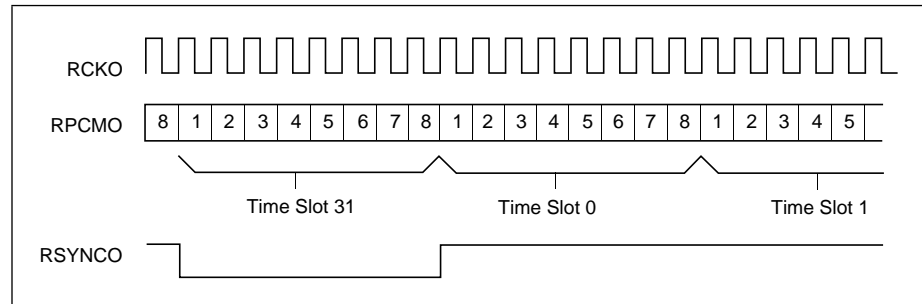 RCKO
RPCMO 8 1 2 3 4 5 6 7 8 1 2 3 4 5 6 7 8 1 2 3 4 5
Time Slot 31 Time Slot 0 Time Slot 1
RSYNCO